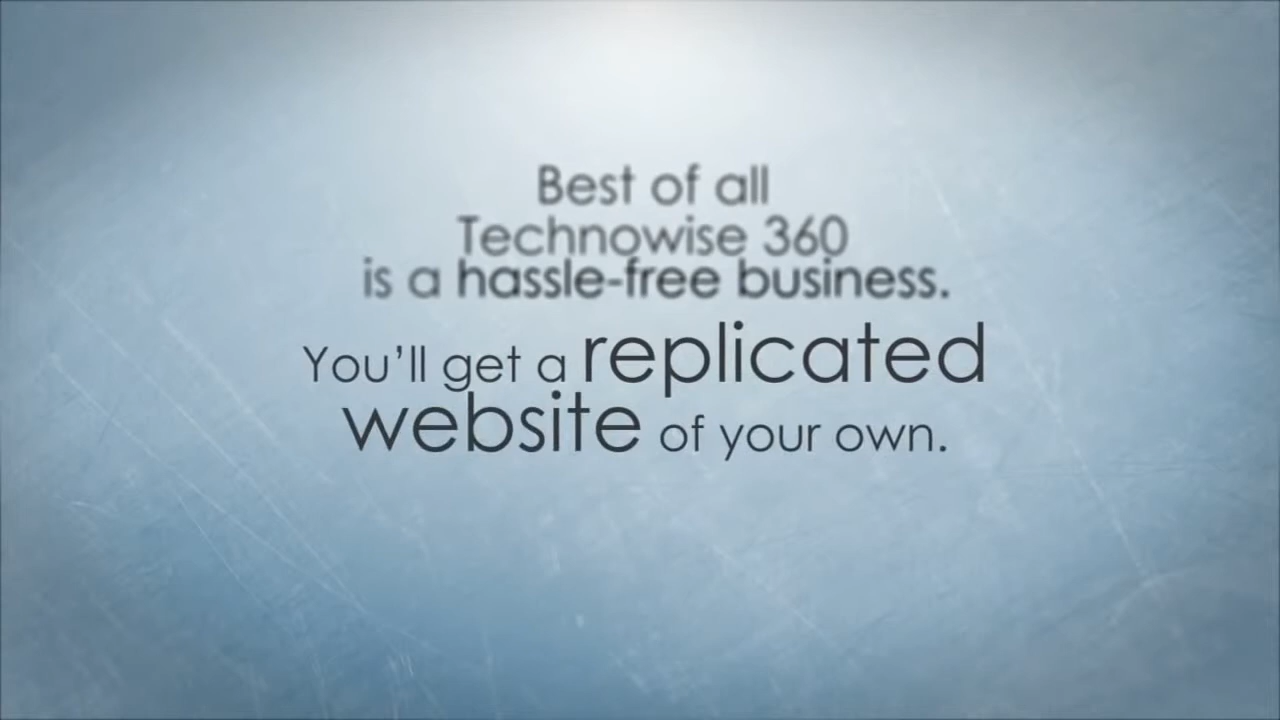 Best of all
Technowise 360
is a hassle-free business.
You'll get a replicated
website of your own.